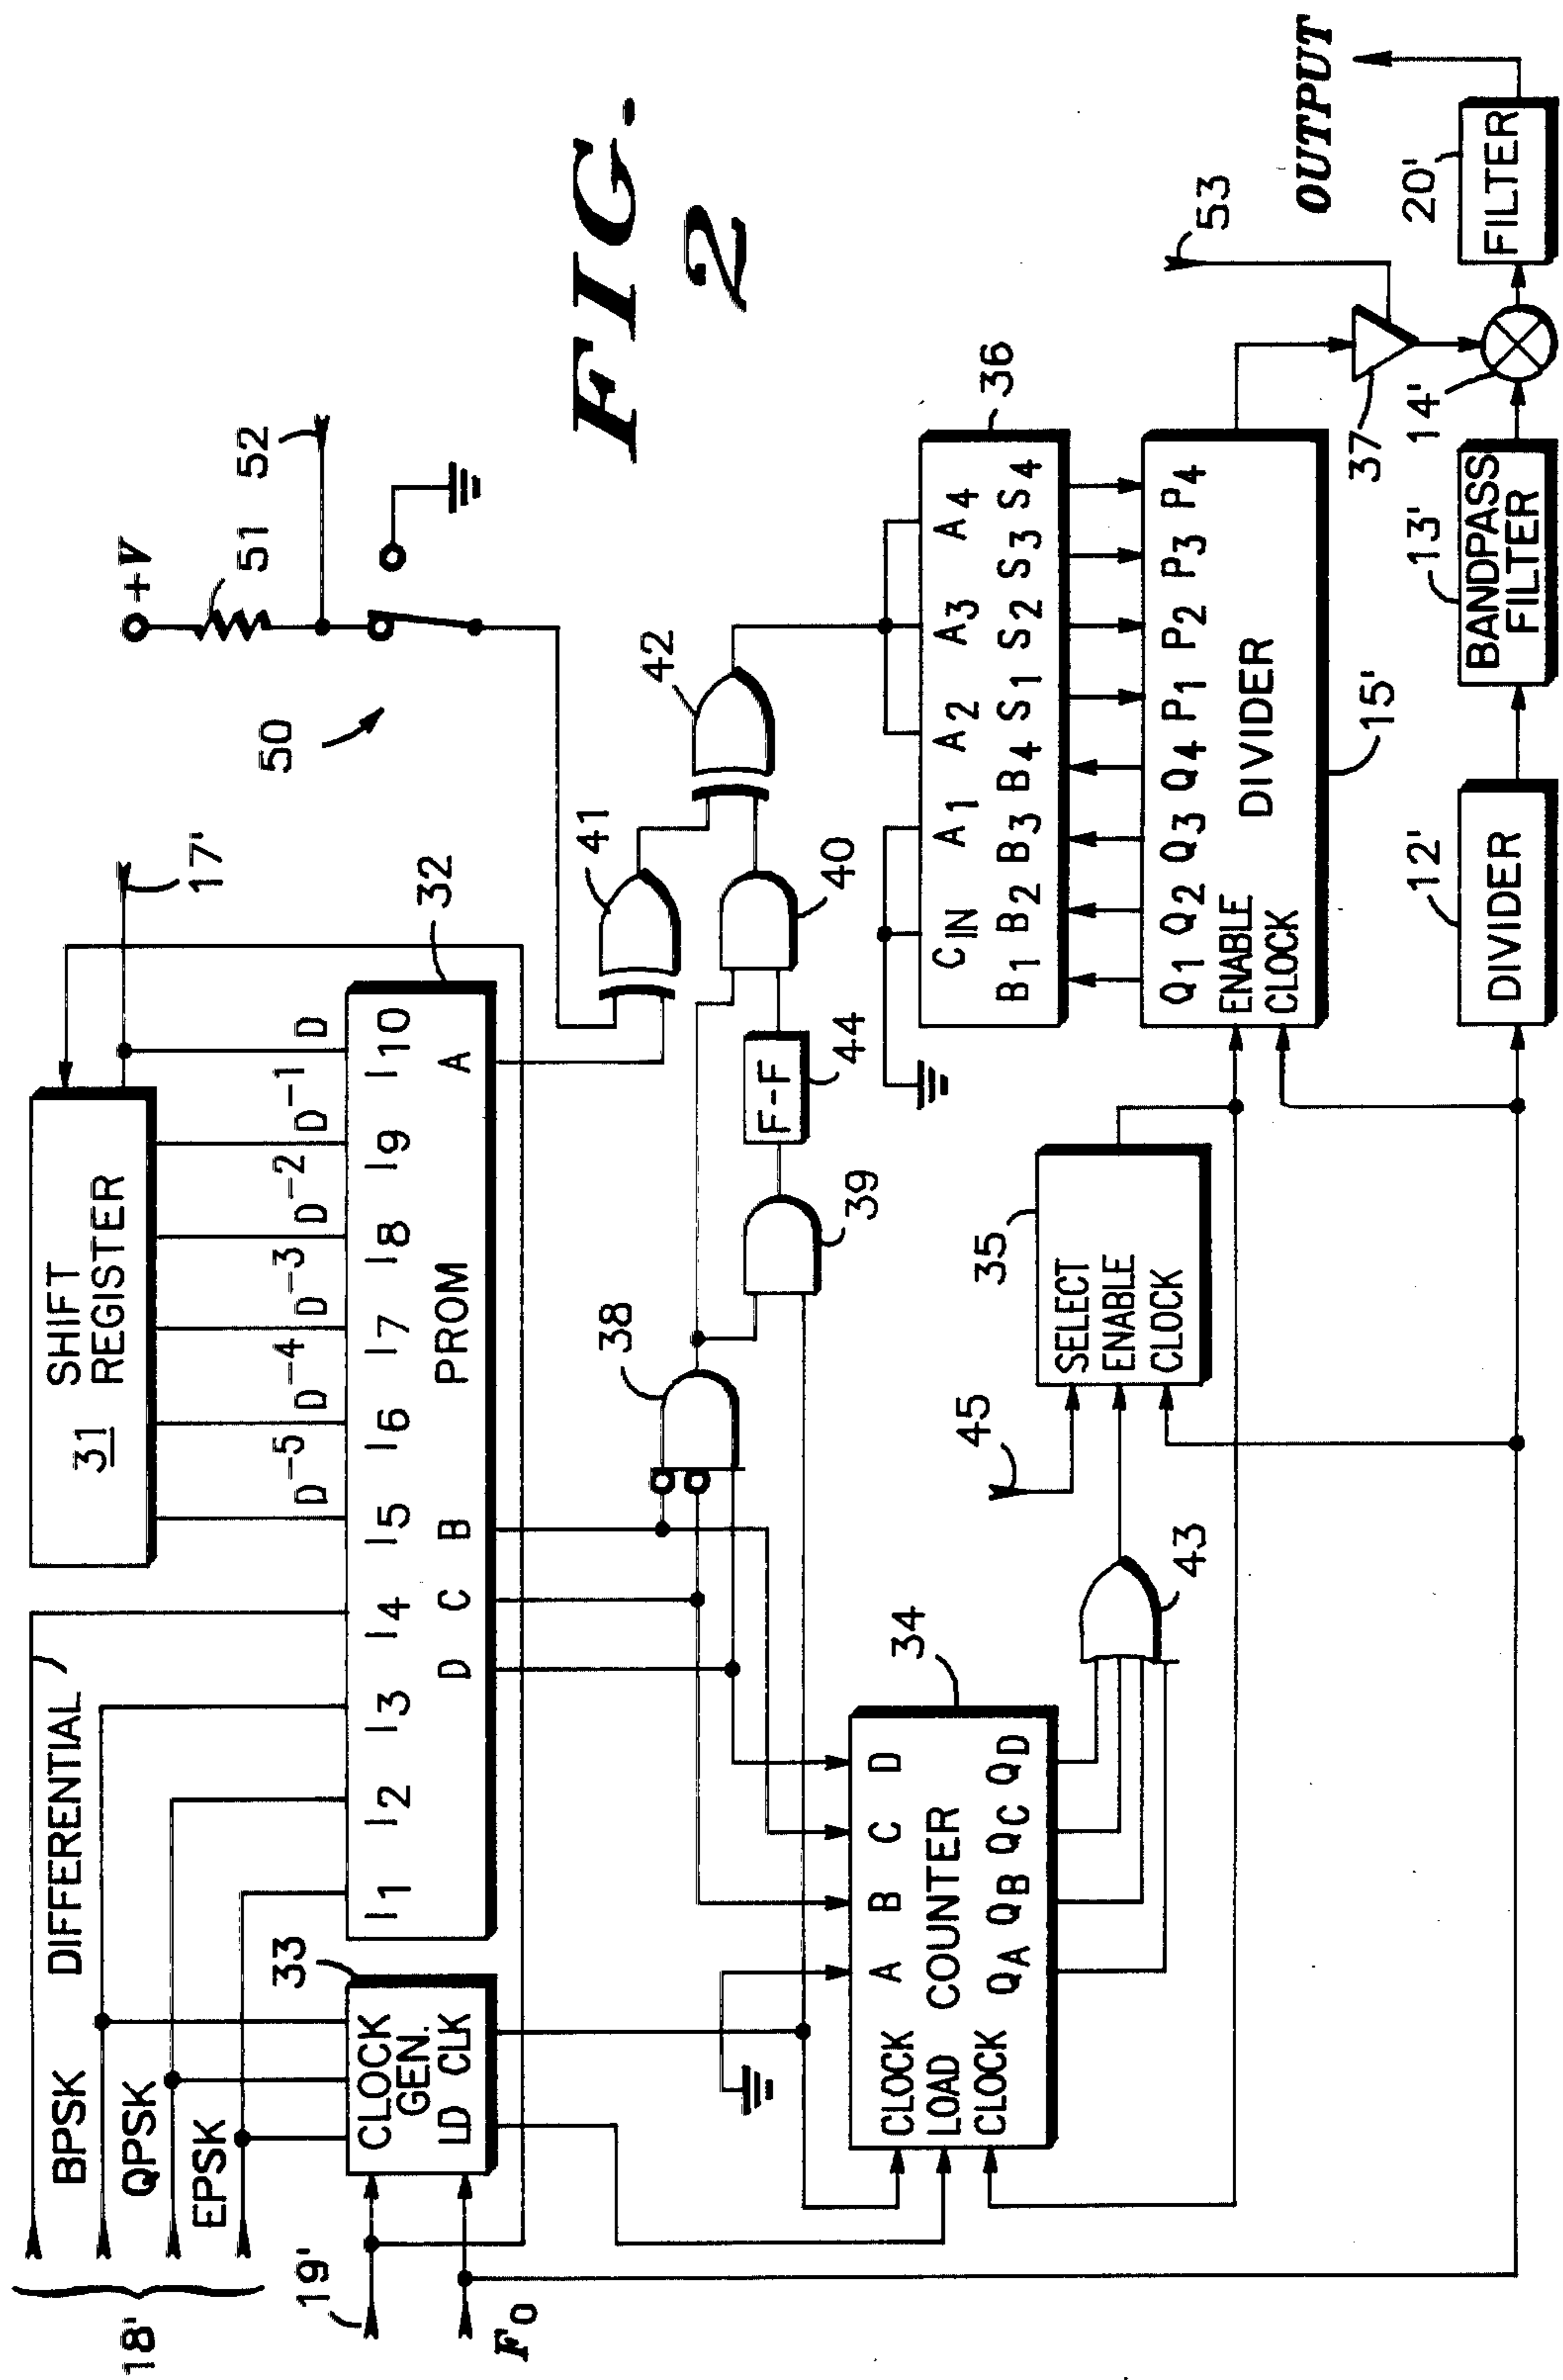 FIG. 2
18'
DIFFERENTIAL
BPSK
QPSK
EPSK
19'
F0
SHIFT REGISTER
31
17'
D-5
D-4
D-3
D-2
D-1
D
33
CLOCK GEN.
LD CLK
32
I1 I2 I3 I4 I5 I6 I7 I8 I9 I10
PROM
D C B A
50
+V
51
52
38
39
F-F
44
40
41
42
34
A B C D
CLOCK
LOAD COUNTER
CLOCK
QA QB QC QD
43
45
35
SELECT
ENABLE
CLOCK
36
CIN A1 A2 A3 A4
B1 B2 B3 B4 S1 S2 S3 S4
Q1 Q2 Q3 Q4 P1 P2 P3 P4
ENABLE
CLOCK
DIVIDER
15'
37
53
12'
DIVIDER
13'
BANDPASS
FILTER
14'
20'
FILTER
OUTPUT